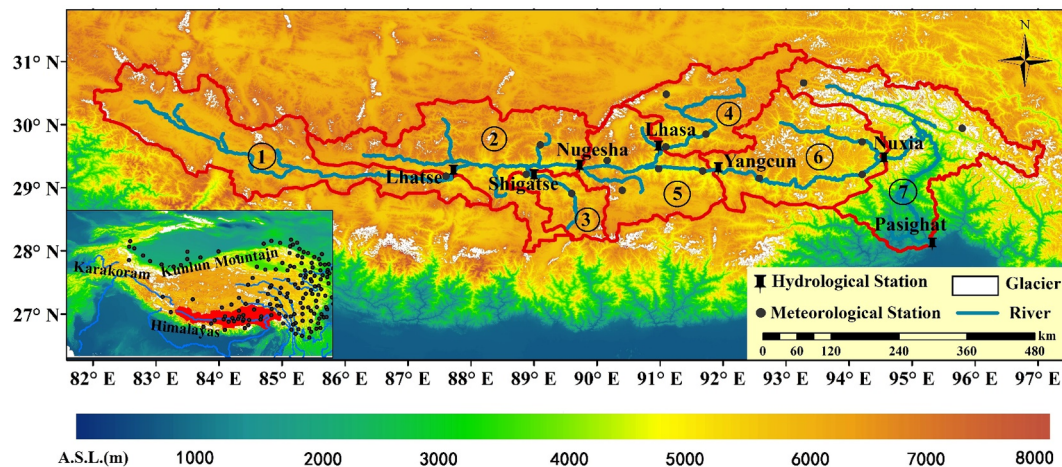 N
31° N
30° N
29° N
28° N
27° N
1
2
3
4
5
6
7
Lhasa
Nugesha
Nuxia
Yangcun
Lhatse
Shigatse
Pasighat
Karakoram
Kunlun Mountain
Himalayas
Hydrological Station
Glacier
Meteorological Station
River
km
0 30 60 120 240 360 480
82° E 83° E 84° E 85° E 86° E 87° E 88° E 89° E 90° E 91° E 92° E 93° E 94° E 95° E 96° E 97° E
A.S.L.(m) 1000 2000 3000 4000 5000 6000 7000 8000